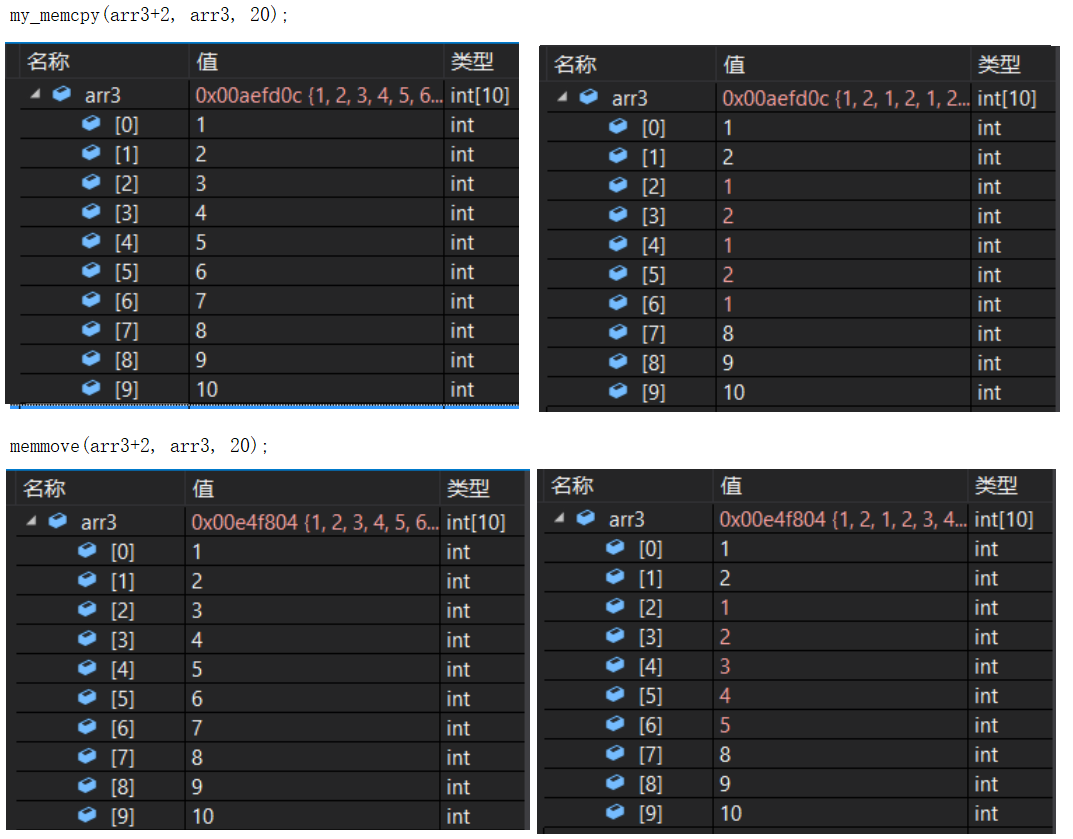 my_memcpy(arr3+2, arr3, 20);
名称 值 类型
arr3 0x00aefd0c {1, 2, 3, 4, 5, 6... int[10]
[0] 1 int
[1] 2 int
[2] 3 int
[3] 4 int
[4] 5 int
[5] 6 int
[6] 7 int
[7] 8 int
[8] 9 int
[9] 10 int
名称 值 类型
arr3 0x00aefd0c {1, 2, 1, 2, 1, 2... int[10]
[0] 1 int
[1] 2 int
[2] 1 int
[3] 2 int
[4] 1 int
[5] 2 int
[6] 1 int
[7] 8 int
[8] 9 int
[9] 10 int
memmove(arr3+2, arr3, 20);
名称 值 类型
arr3 0x00e4f804 {1, 2, 3, 4, 5, 6... int[10]
[0] 1 int
[1] 2 int
[2] 3 int
[3] 4 int
[4] 5 int
[5] 6 int
[6] 7 int
[7] 8 int
[8] 9 int
[9] 10 int
名称 值 类型
arr3 0x00e4f804 {1, 2, 1, 2, 3, 4... int[10]
[0] 1 int
[1] 2 int
[2] 1 int
[3] 2 int
[4] 3 int
[5] 4 int
[6] 5 int
[7] 8 int
[8] 9 int
[9] 10 int